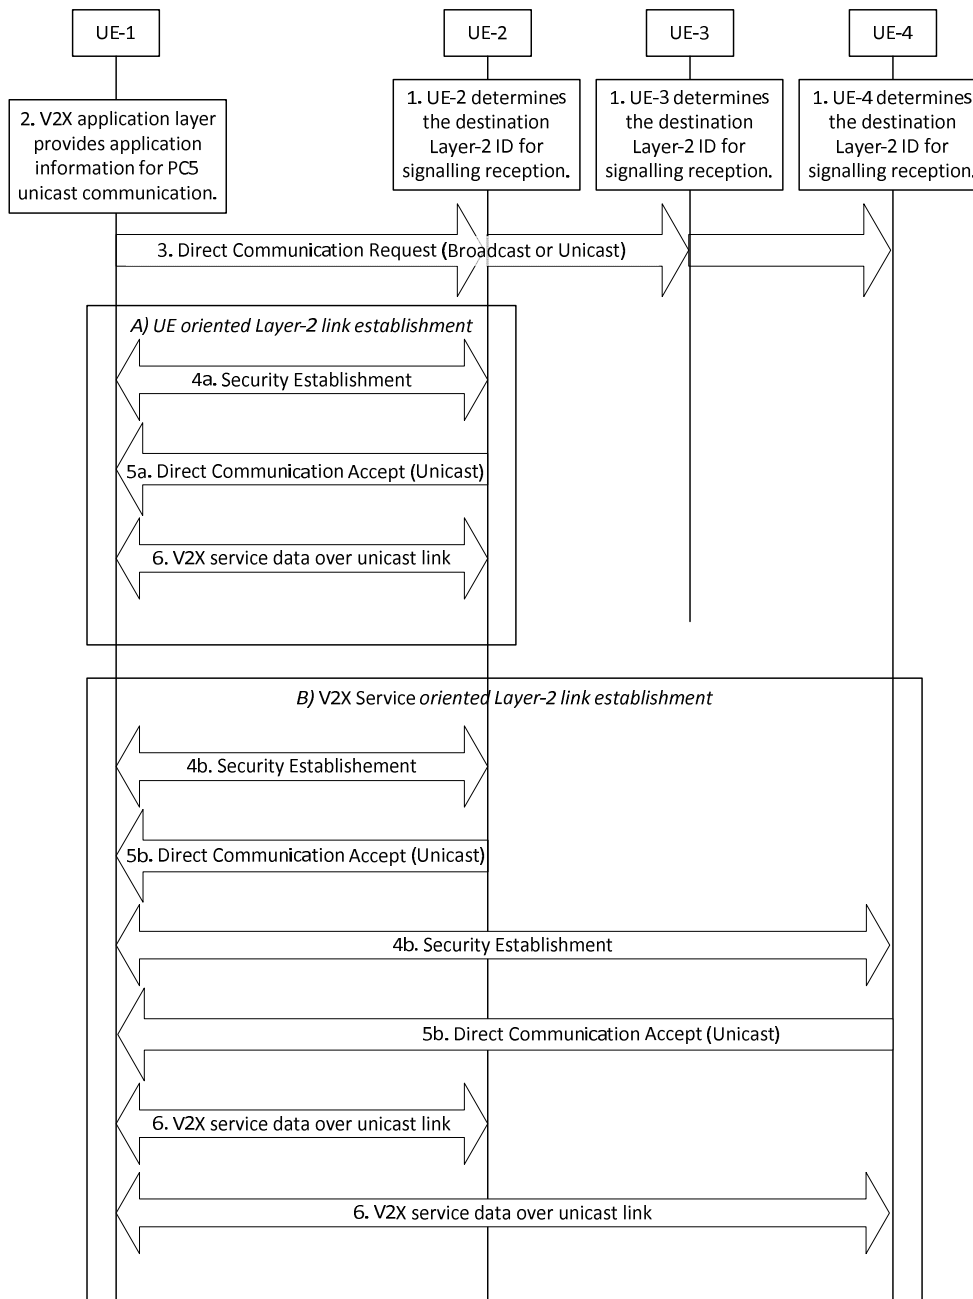 UE-1
UE-2
UE-3
UE-4
2. V2X application layer
provides application
information for PC5
unicast communication.
1. UE-2 determines
the destination
Layer-2 ID for
signalling reception.
1. UE-3 determines
the destination
Layer-2 ID for
signalling reception.
1. UE-4 determines
the destination
Layer-2 ID for
signalling reception.
3. Direct Communication Request (Broadcast or Unicast)
A) UE oriented Layer-2 link establishment
4a. Security Establishment
5a. Direct Communication Accept (Unicast)
6. V2X service data over unicast link
B) V2X Service oriented Layer-2 link establishment
4b. Security Establishement
5b. Direct Communication Accept (Unicast)
4b. Security Establishment
5b. Direct Communication Accept (Unicast)
6. V2X service data over unicast link
6. V2X service data over unicast link